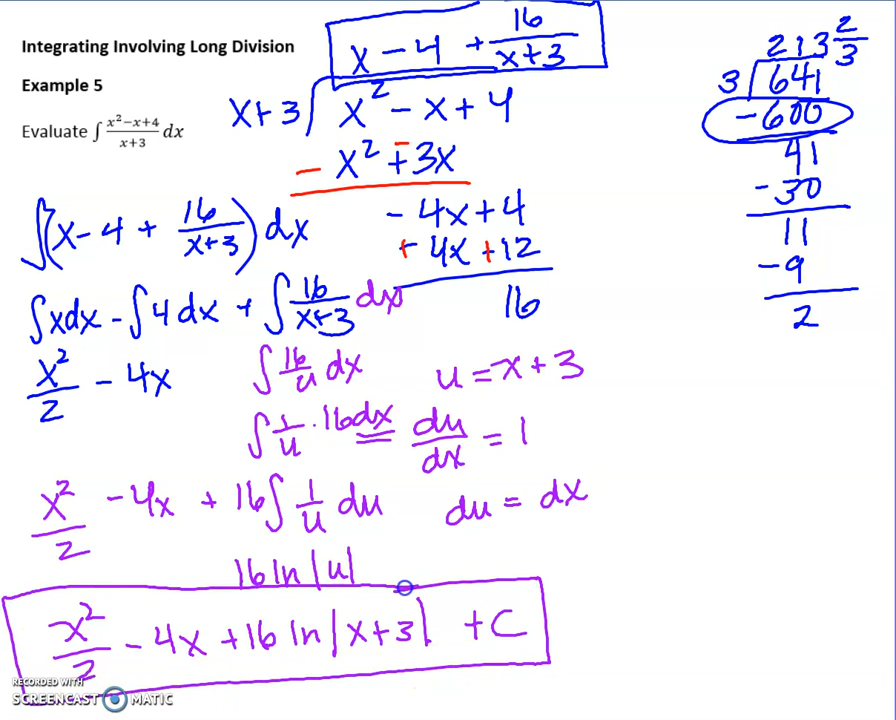 Integrating Involving Long Division
Example 5
Evaluate ∫ (x²−x+4)/(x+3) dx
x − 4 + 16/(x+3)
x+3 ) x² − x + 4
− x² ∓ 3x
− 4x + 4
+ 4x + 12
16
∫(x − 4 + 16/(x+3)) dx
∫xdx − ∫4dx + ∫ 16/(x+3) dx
x²/2 − 4x
∫ 16/u dx
u = x + 3
∫ 1/u · 16dx
du/dx = 1
x²/2 − 4x + 16∫ 1/u du
du = dx
16 ln |u|
x²/2 − 4x + 16 ln |x+3| + C
213 2/3
3 ) 641
− 600
41
− 30
11
− 9
2
RECORDED WITH
SCREENCAST MATIC